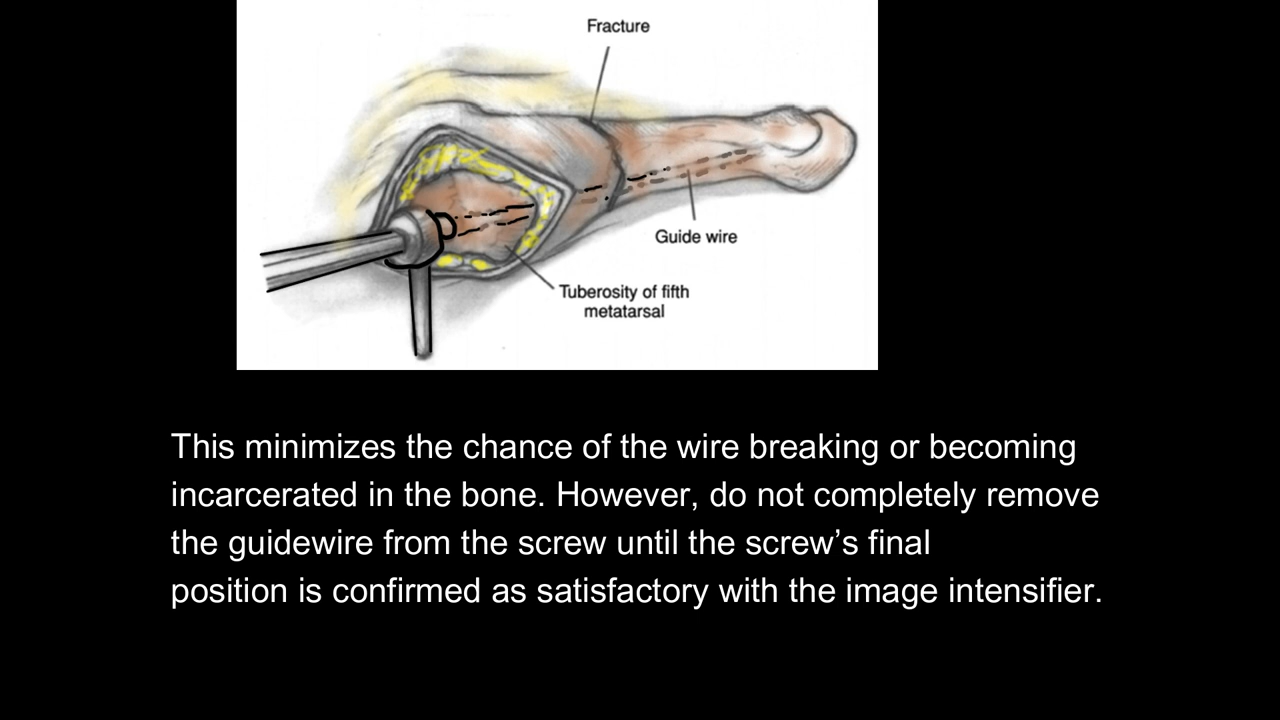 Fracture
Guide wire
Tuberosity of fifth
metatarsal
This minimizes the chance of the wire breaking or becoming
incarcerated in the bone. However, do not completely remove
the guidewire from the screw until the screw’s final
position is confirmed as satisfactory with the image intensifier.